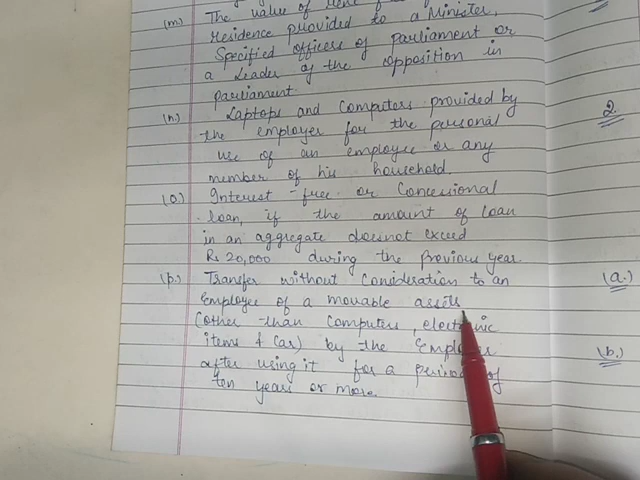 (m) The value of rent f
residence provided to a Minister,
Specified officers of parliament or
a Leader of the opposition in
parliament
(n) Laptops and Computers provided by
the employer for the personal
use of an employee or any
member of his household.
(o) Interest-free or Concessional
loan, if the amount of loan
in an aggregate doesnot exceed
Rs 20,000 during the previous year
(p) Transfer without Consideration to an
Employee of a movable assets
(other than Computers, electronic
items & Car) by the Employer
after using it for a period of
ten years or more.
2
(a.)
(b.)